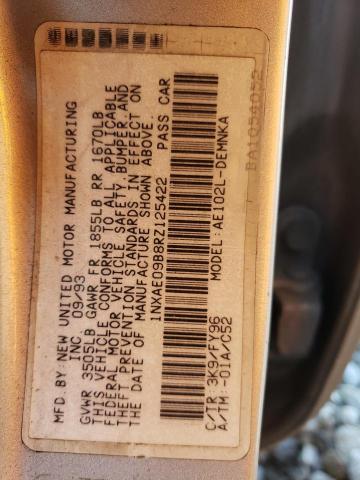 MFD.BY:NEW UNITED MOTOR MANUFACTURING
INC 09/93
GVWR 3505LB GAWR FR 1855LB RR 1670LB
THIS VEHICLE CONFORMS TO ALL APPLICABLE
FEDERAL MOTOR VEHICLE SAFETY, BUMPER, AND
THEFT PREVENTION STANDARDS IN EFFECT ON
THE DATE OF MANUFACTURE SHOWN ABOVE.
1NXAE09B8RZ125422 PASS CAR
MODEL:AE102L-DEMNKA
C/TR: 3K9/FY96
A/TM:-01A/C52
BA1054052